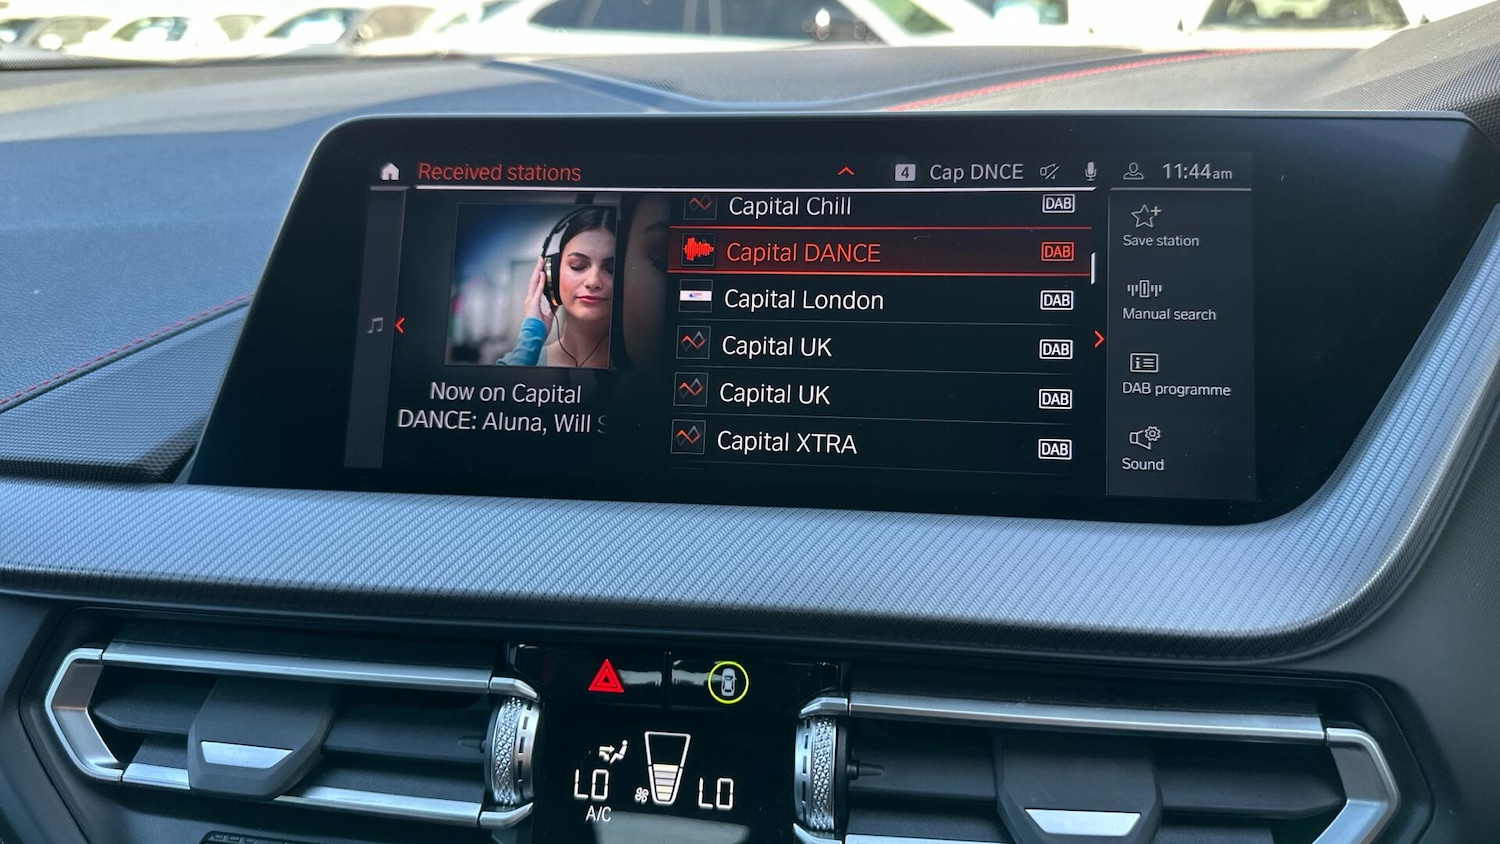 Received stations
4 Cap DNCE
11:44am
Now on Capital
DANCE: Aluna, Will
Capital Chill DAB
Capital DANCE DAB
Capital London DAB
Capital UK DAB
Capital UK DAB
Capital XTRA DAB
Save station
Manual search
DAB programme
Sound
LO
A/C
LO